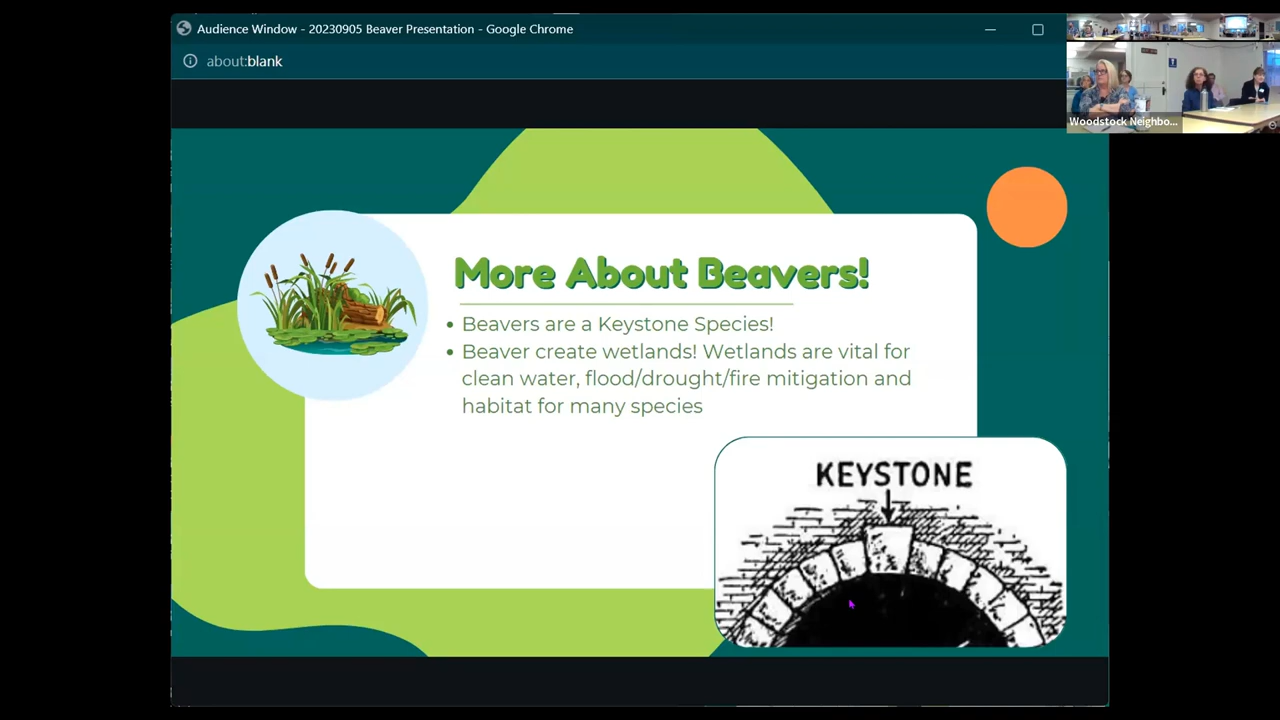 Audience Window - 20230905 Beaver Presentation - Google Chrome
about:blank
Woodstock Neighbo...
More About Beavers!
• Beavers are a Keystone Species!
• Beaver create wetlands! Wetlands are vital for
clean water, flood/drought/fire mitigation and
habitat for many species
KEYSTONE